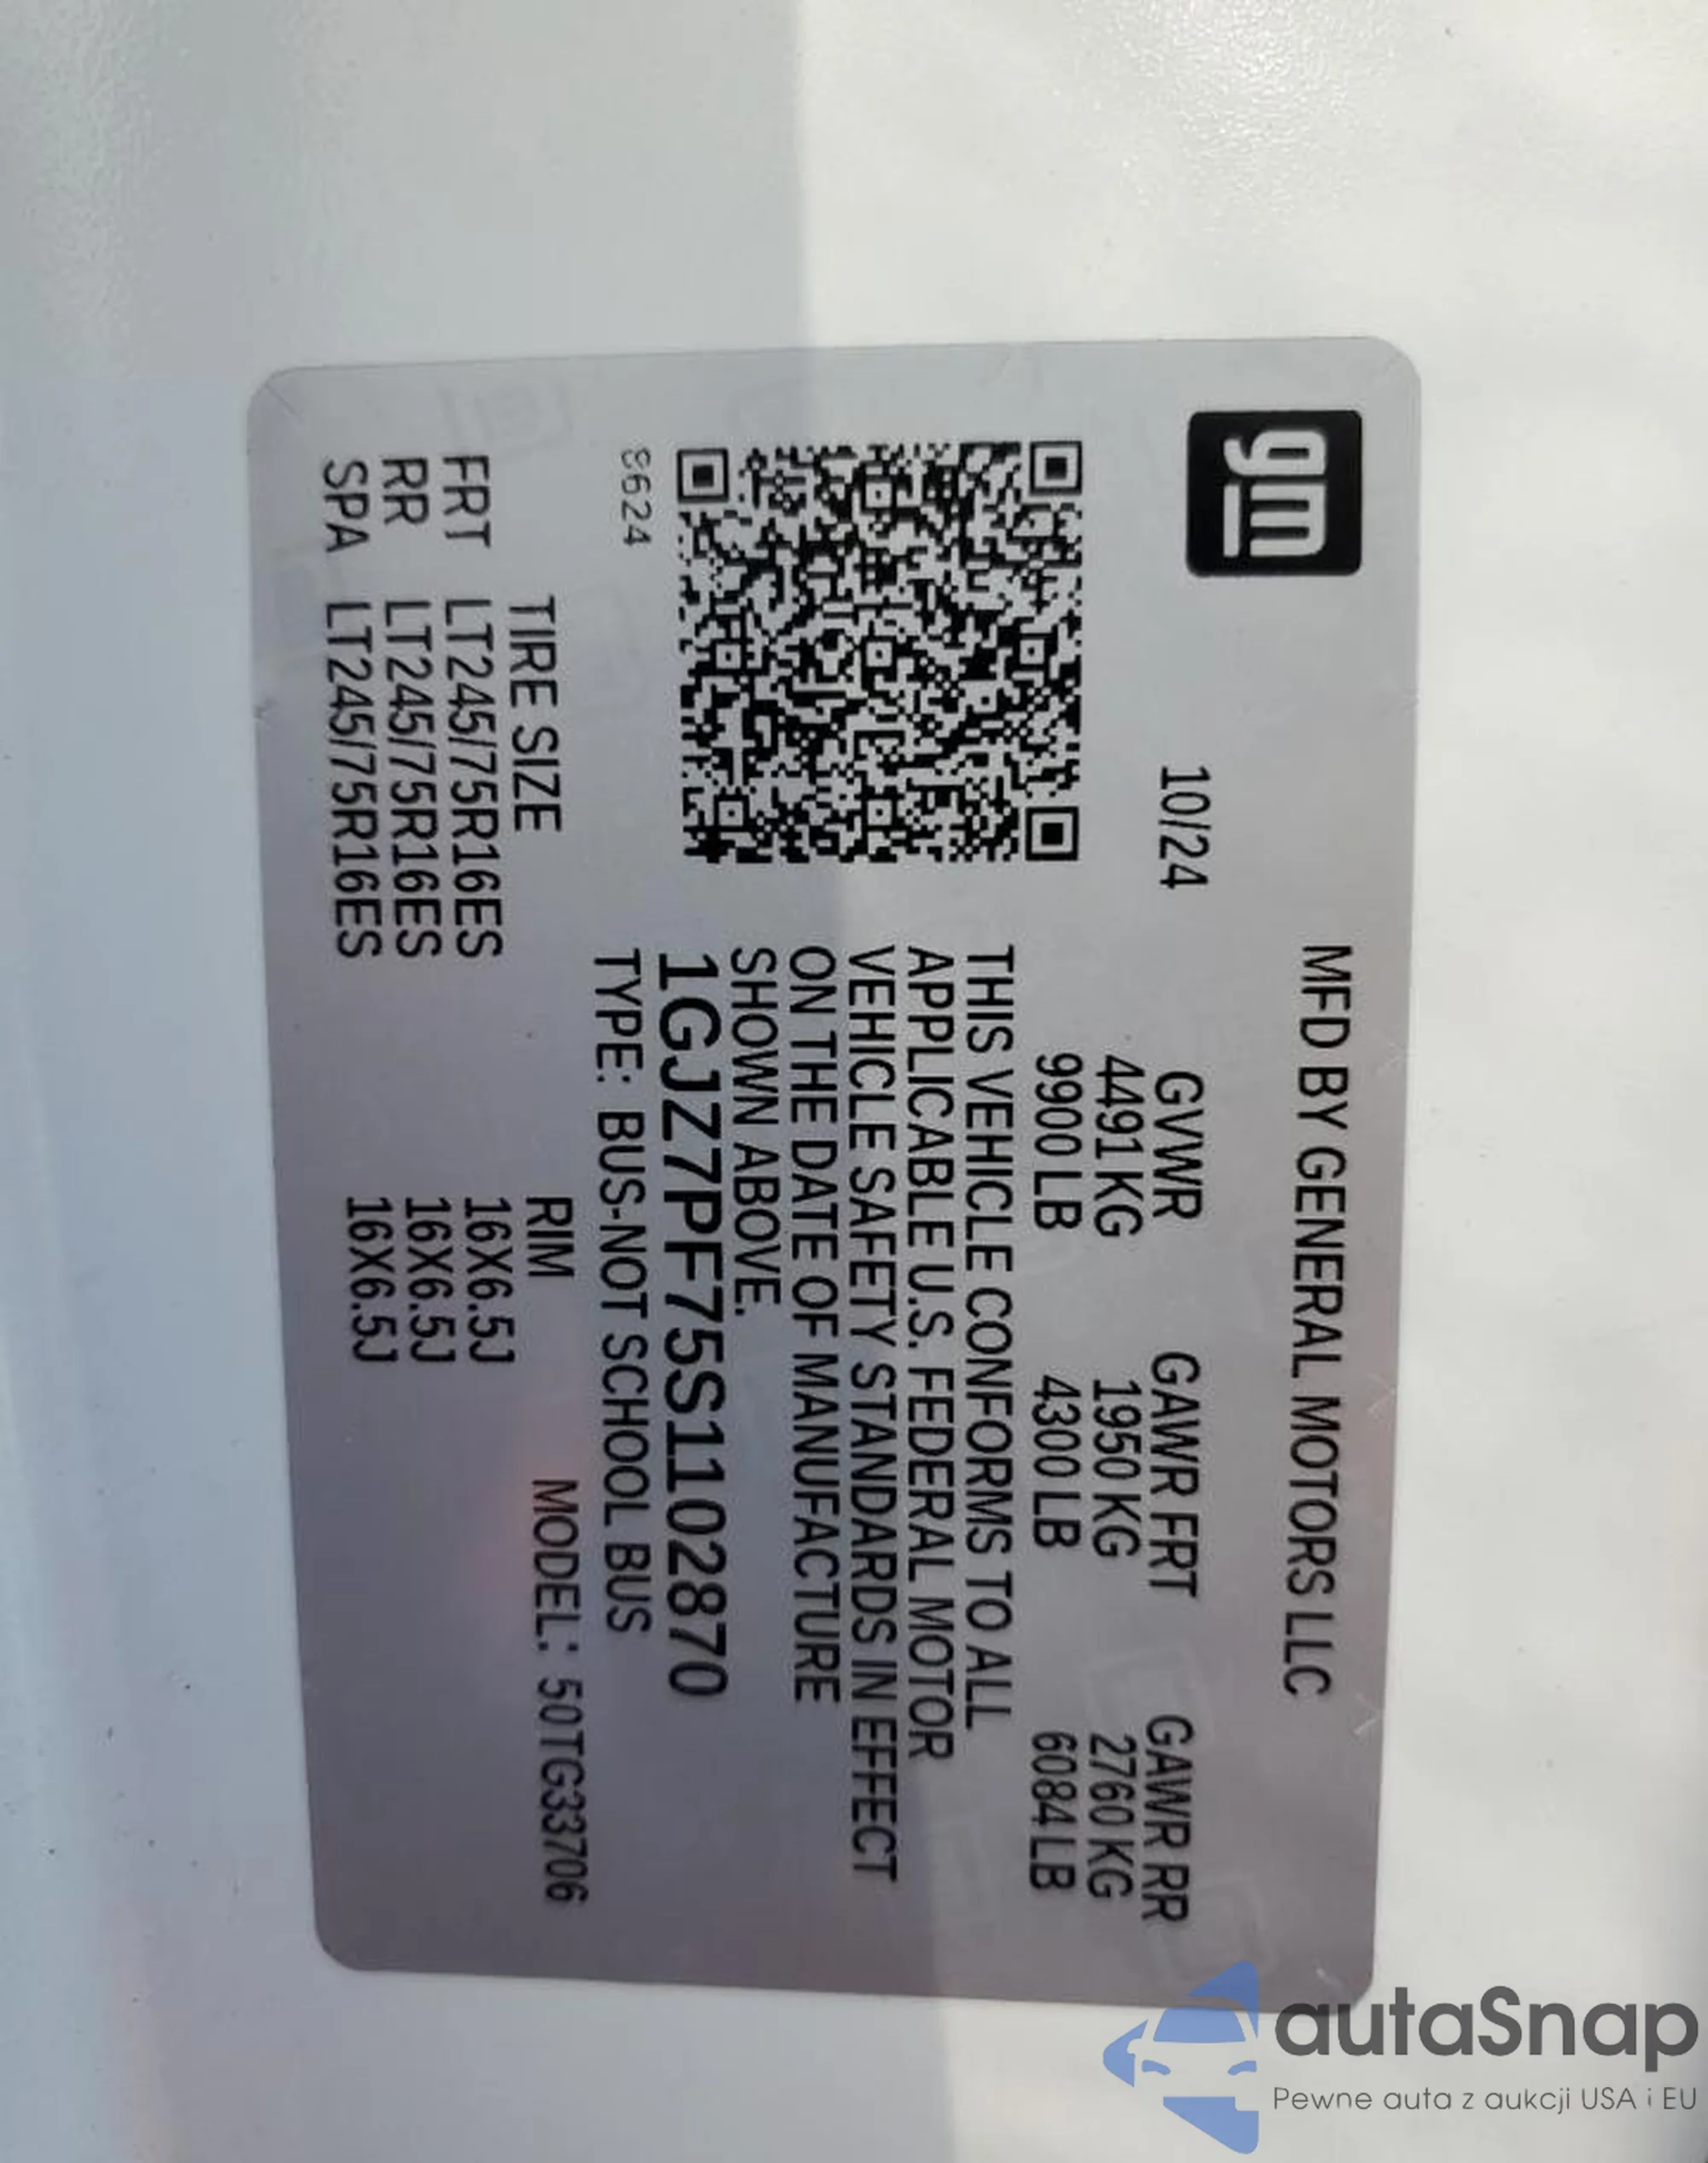 gm
MFD BY GENERAL MOTORS LLC
10/24 GVWR GAWR FRT GAWR RR
4491 KG 1950 KG 2760 KG
9900 LB 4300 LB 6084 LB
THIS VEHICLE CONFORMS TO ALL
APPLICABLE U.S. FEDERAL MOTOR
VEHICLE SAFETY STANDARDS IN EFFECT
ON THE DATE OF MANUFACTURE
SHOWN ABOVE.
1GJZ7PF75S1102870
TYPE: BUS-NOT SCHOOL BUS
TIRE SIZE RIM MODEL: 50TG33706
FRT LT245/75R16ES 16X6.5J
RR LT245/75R16ES 16X6.5J
SPA LT245/75R16ES 16X6.5J
autaSnap
Pewne auta z aukcji USA i EU